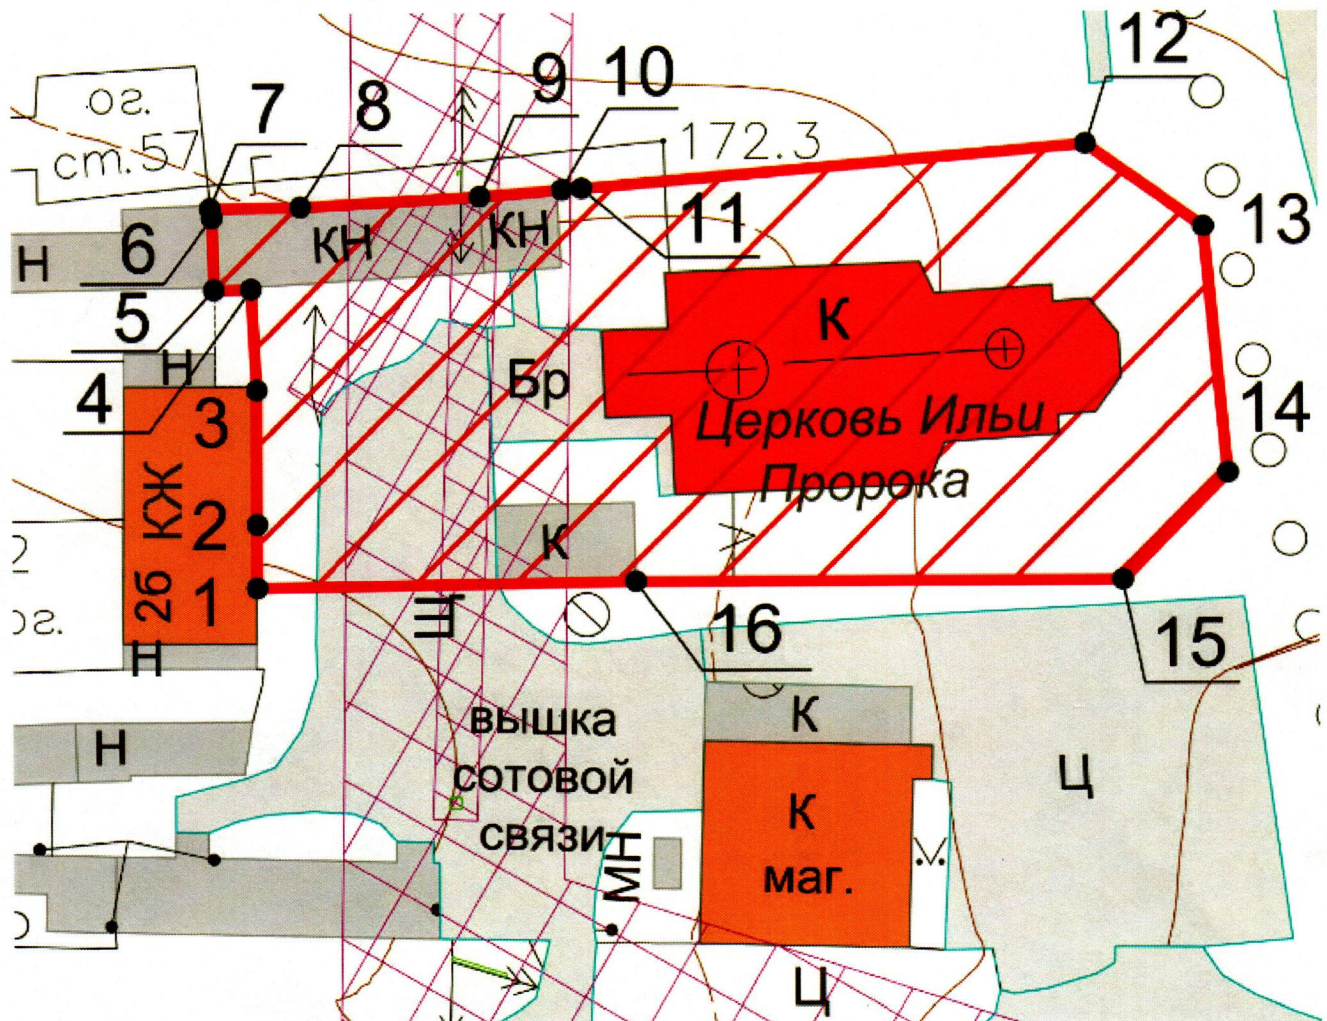 12
9
10
ог.
7
8
172.3
ст.57
Г
11
13
6
КН
КН
Н
5
К
Н
Бр
4
3
14
Церковь Ильи
Пророка
КЖ
2
К
2б
1
ог.
Щ
16
15
Н
вышка
К
Н
сотовой
Ц
связи
К
МН
маг.
Ц